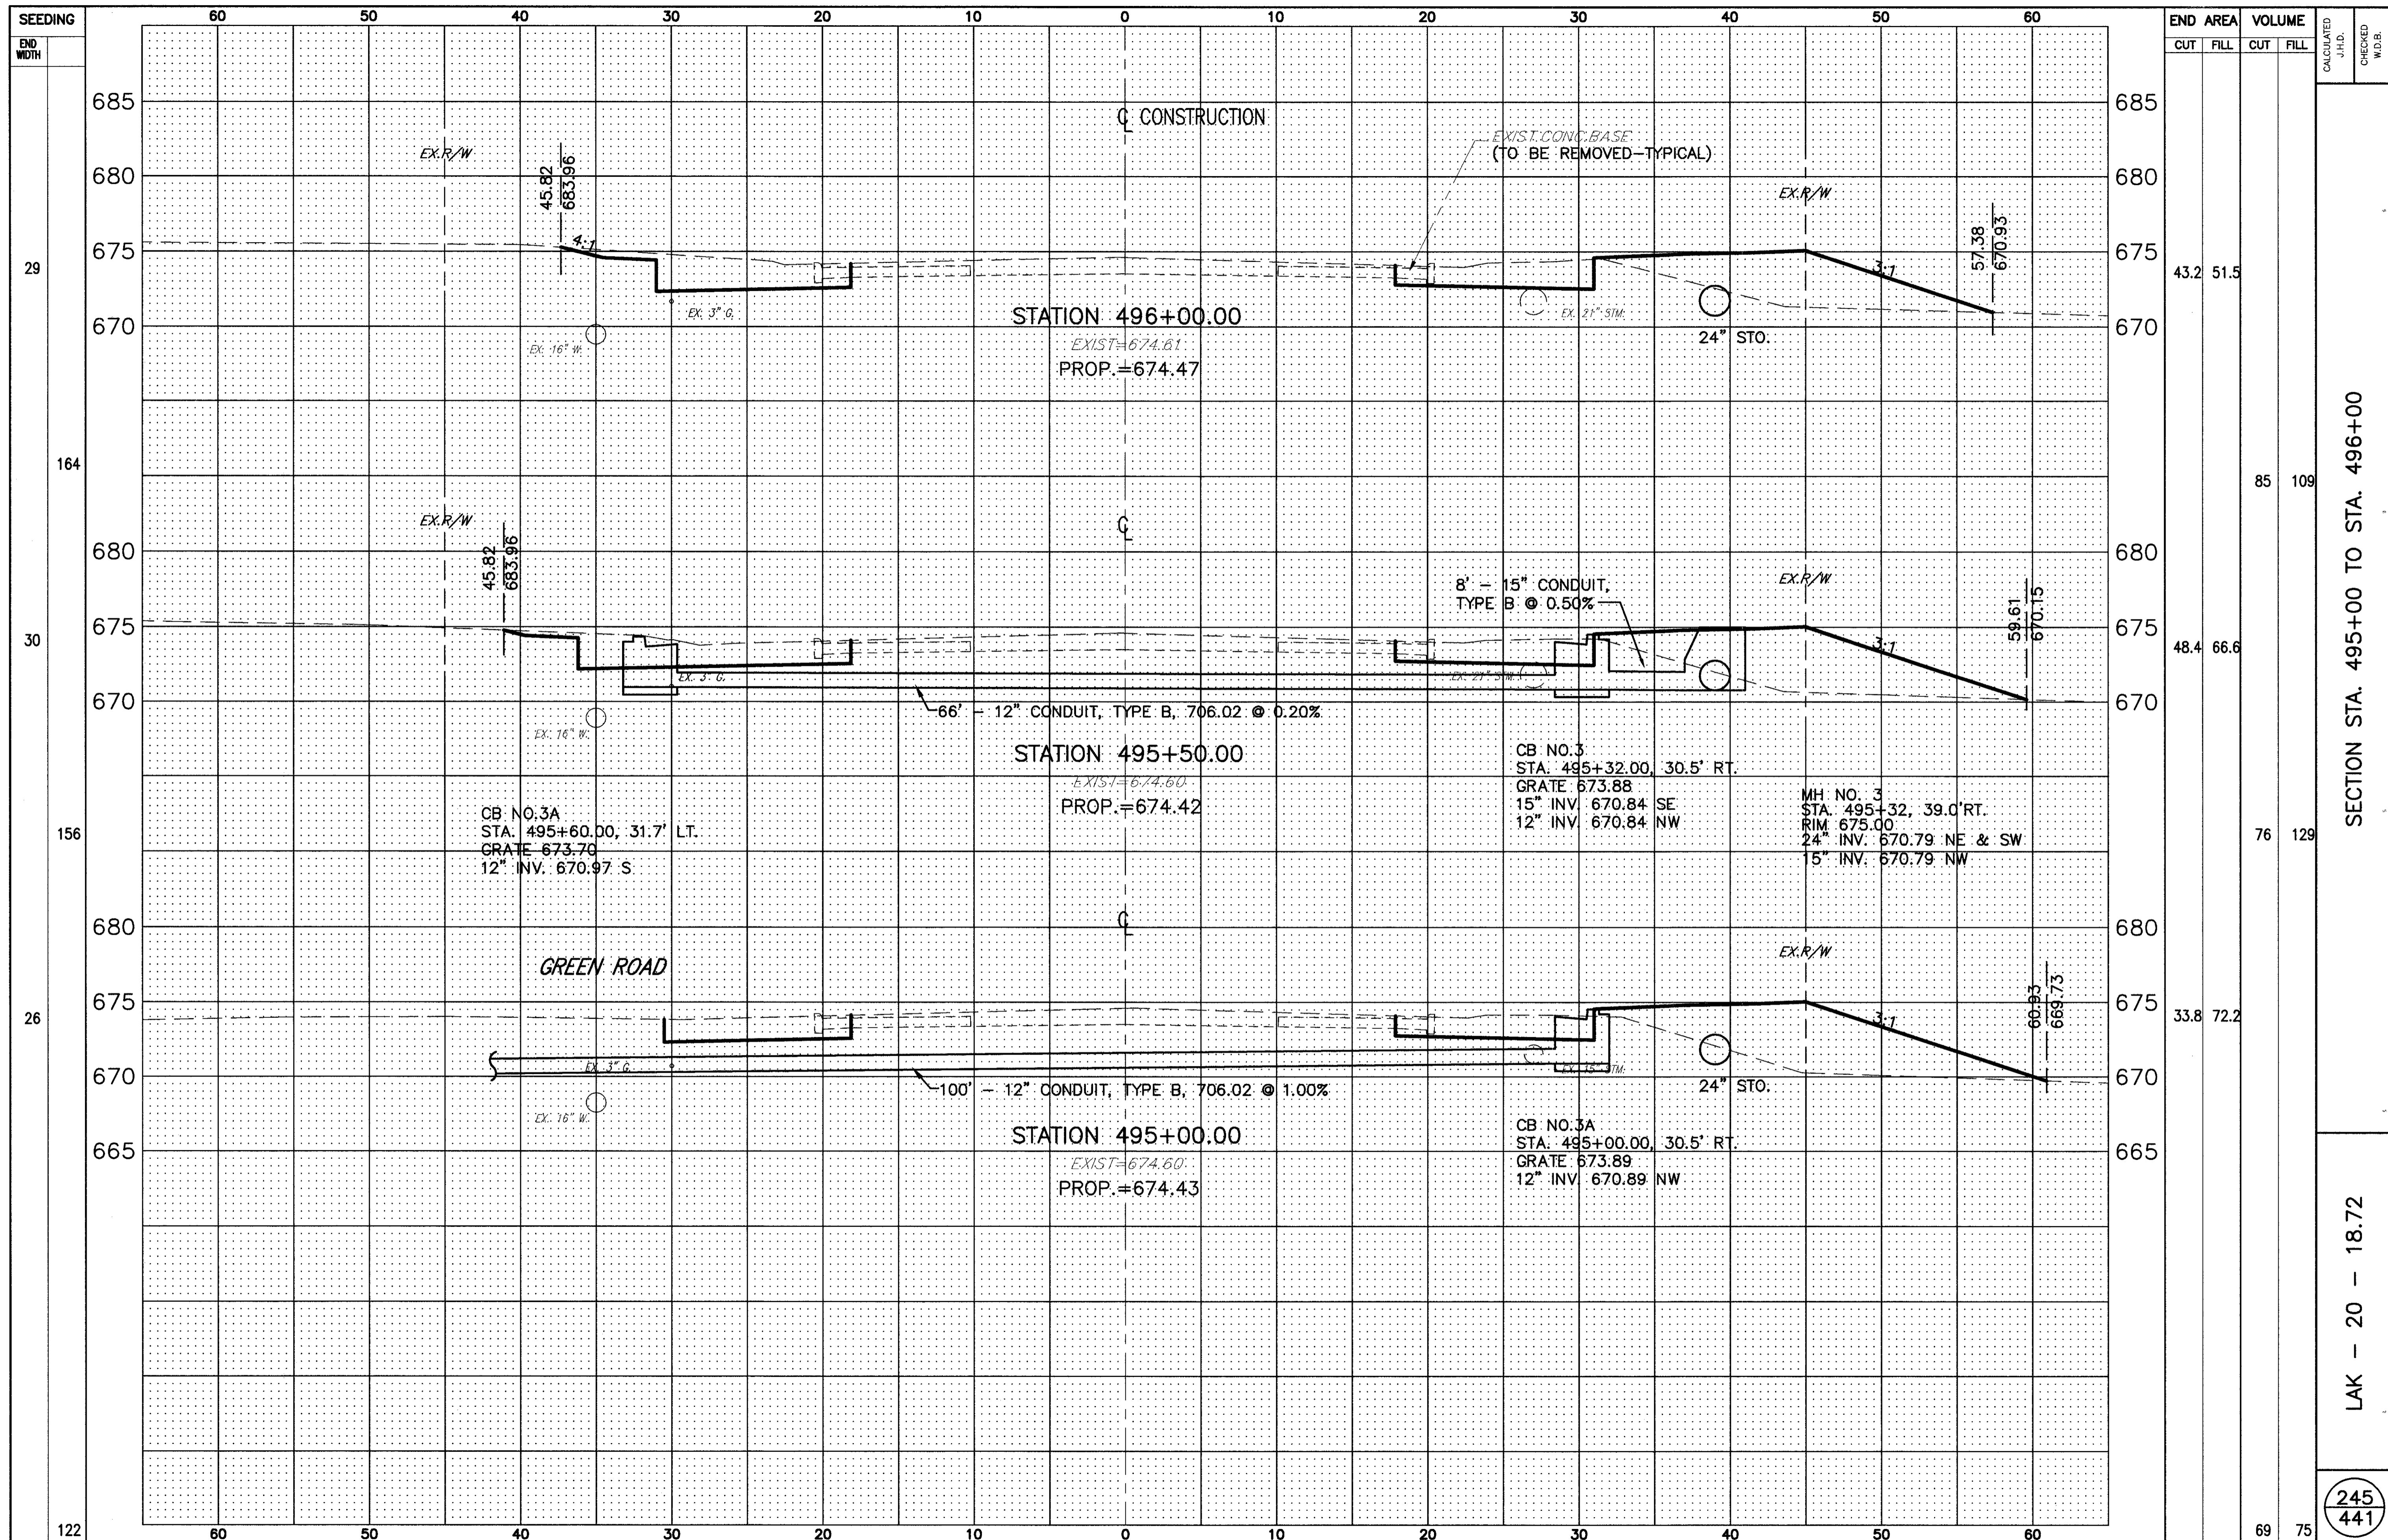 SEEDING
END
WIDTH
60 50 40 30 20 10 0 10 20 30 40 50 60
END AREA VOLUME
CUT FILL CUT FILL
CALCULATED
J.H.D.
CHECKED
W.D.B.
685 685
℄ CONSTRUCTION
EXIST.CONC.BASE
(TO BE REMOVED-TYPICAL)
EX.R/W
45.82
683.96
680 680
EX.R/W
57.38
670.93
4:1
675 675
3:1
29
43.2 51.5
EX. 3" G.
EX. 21" STM.
STATION 496+00.00
670 670
24" STO.
EX. 16" W.
EXIST=674.61
PROP.=674.47
164
85 109
EX.R/W
℄
45.82
683.96
680 680
8' - 15" CONDUIT,
TYPE B @ 0.50%
EX.R/W
59.61
670.15
675 675
3:1
30
48.4 66.6
EX. 3" G.
EX. 21" STM.
670 670
66' - 12" CONDUIT, TYPE B, 706.02 @ 0.20%
EX. 16" W.
STATION 495+50.00
EXIST=674.60
PROP.=674.42
CB NO.3
STA. 495+32.00, 30.5' RT.
GRATE 673.88
15" INV. 670.84 SE
12" INV. 670.84 NW
MH NO. 3
STA. 495+32, 39.0'RT.
RIM 675.00
24" INV. 670.79 NE & SW
15" INV. 670.79 NW
CB NO.3A
STA. 495+60.00, 31.7' LT.
GRATE 673.70
12" INV. 670.97 S
156
76 129
680 680
℄
EX.R/W
GREEN ROAD
60.93
669.73
675 675
3:1
26
33.8 72.2
EX. 3" G.
EX. 15" STM.
670 670
24" STO.
100' - 12" CONDUIT, TYPE B, 706.02 @ 1.00%
EX. 16" W.
STATION 495+00.00
EXIST=674.60
PROP.=674.43
CB NO.3A
STA. 495+00.00, 30.5' RT.
GRATE 673.89
12" INV. 670.89 NW
665 665
122
69 75
60 50 40 30 20 10 0 10 20 30 40 50 60
SECTION STA. 495+00 TO STA. 496+00
LAK - 20 - 18.72
245
441